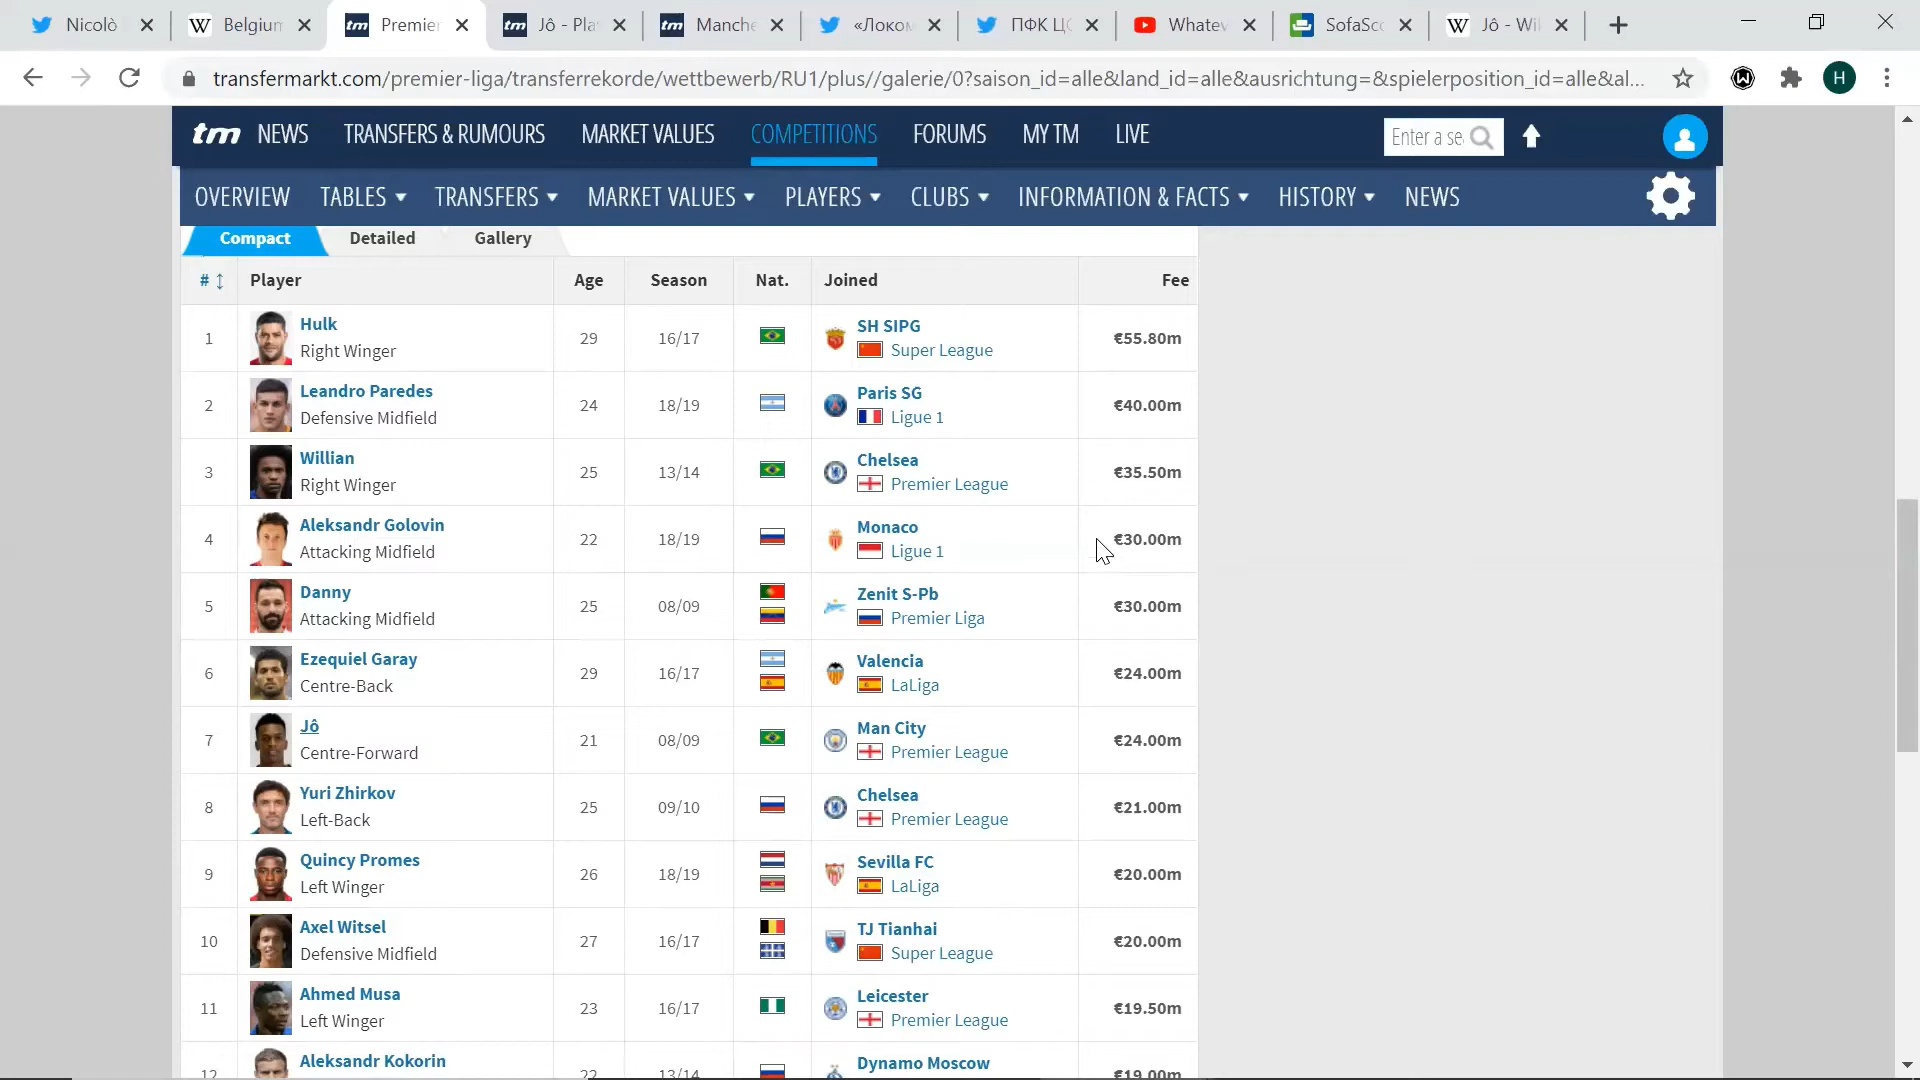 Nicolò
Belgium
Premier
Jô - Pla
Manche
«Локом
ПФК ЦС
Whatev
SofaSco
Jô - Wi
transfermarkt.com/premier-liga/transferrekorde/wettbewerb/RU1/plus//galerie/0?saison_id=alle&land_id=alle&ausrichtung=&spielerposition_id=alle&al...
H
tm NEWS TRANSFERS & RUMOURS MARKET VALUES COMPETITIONS FORUMS MY TM LIVE Enter a se
OVERVIEW TABLES TRANSFERS MARKET VALUES PLAYERS CLUBS INFORMATION & FACTS HISTORY NEWS
Compact Detailed Gallery
# Player Age Season Nat. Joined Fee
1 Hulk 29 16/17 SH SIPG €55.80m
Right Winger Super League
2 Leandro Paredes 24 18/19 Paris SG €40.00m
Defensive Midfield Ligue 1
3 Willian 25 13/14 Chelsea €35.50m
Right Winger Premier League
4 Aleksandr Golovin 22 18/19 Monaco €30.00m
Attacking Midfield Ligue 1
5 Danny 25 08/09 Zenit S-Pb €30.00m
Attacking Midfield Premier Liga
6 Ezequiel Garay 29 16/17 Valencia €24.00m
Centre-Back LaLiga
7 Jô 21 08/09 Man City €24.00m
Centre-Forward Premier League
8 Yuri Zhirkov 25 09/10 Chelsea €21.00m
Left-Back Premier League
9 Quincy Promes 26 18/19 Sevilla FC €20.00m
Left Winger LaLiga
10 Axel Witsel 27 16/17 TJ Tianhai €20.00m
Defensive Midfield Super League
11 Ahmed Musa 23 16/17 Leicester €19.50m
Left Winger Premier League
12 Aleksandr Kokorin 22 13/14 Dynamo Moscow €19.00m